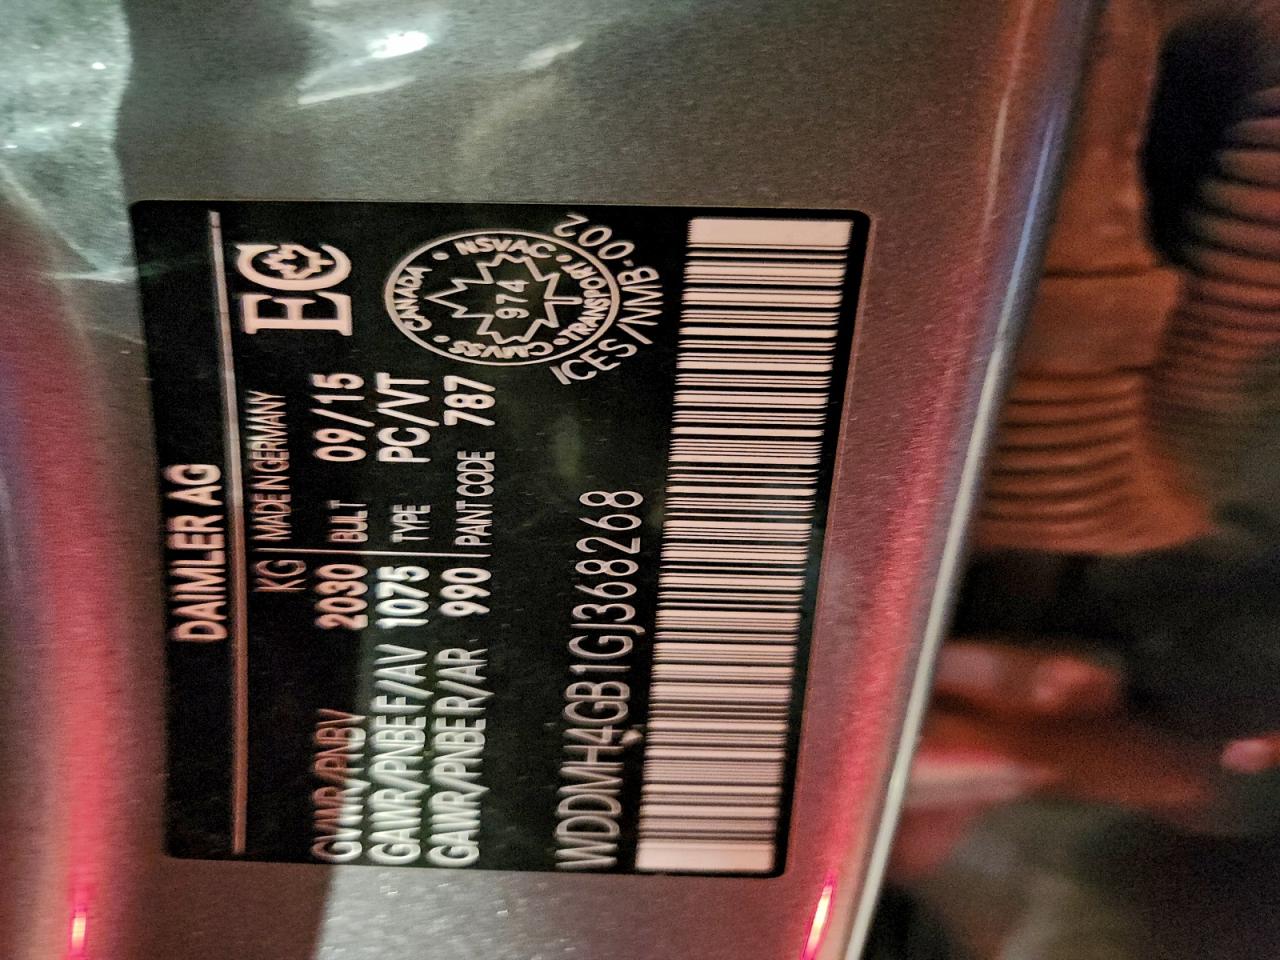 DAIMLER AG
KG | MADE IN GERMANY
GVWR/PNBV 2030 BUILT 09/15
GAWR/PNBE F/AV 1075 TYPE PC/VT
GAWR/PNBE R/AR 990 PAINT CODE 787
EC
CANADA • NSVAC • TRANSPORT • CMVSS •
974
ICES/NMB-002
WDDMH4GB1GJ368268